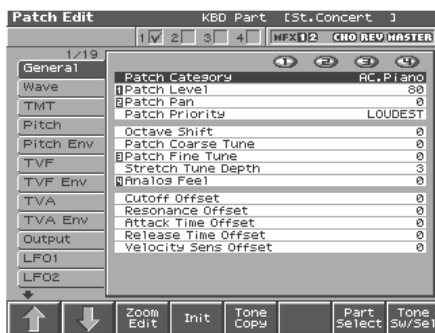 Patch Edit KBD Part [St.Concert ]
1 2 3 4 MFX 1 2 CHO REV MASTER
1/19
General
Wave
TMT
Pitch
Pitch Env
TVF
TVF Env
TVA
TVA Env
Output
LFO1
LFO2
1 2 3 4
Patch Category AC.Piano
1 Patch Level 80
2 Patch Pan 0
Patch Priority LOUDEST
Octave Shift 0
Patch Coarse Tune 0
3 Patch Fine Tune 0
Stretch Tune Depth 3
4 Analog Feel 0
Cutoff Offset 0
Resonance Offset 0
Attack Time Offset 0
Release Time Offset 0
Velocity Sens Offset 0
Zoom Edit
Init
Tone Copy
Part Select
Tone Sw/Sel